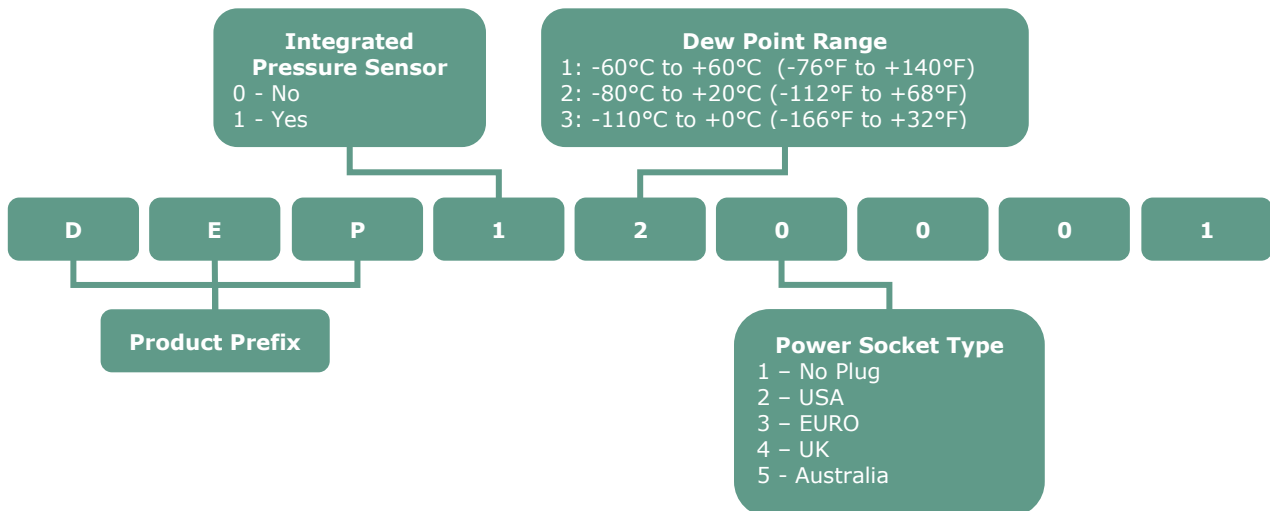 Integrated
Pressure Sensor
0 - No
1 - Yes
Dew Point Range
1: -60°C to +60°C (-76°F to +140°F)
2: -80°C to +20°C (-112°F to +68°F)
3: -110°C to +0°C (-166°F to +32°F)
D E P 1 2 0 0 0 1
Product Prefix
Power Socket Type
1 – No Plug
2 – USA
3 – EURO
4 – UK
5 - Australia